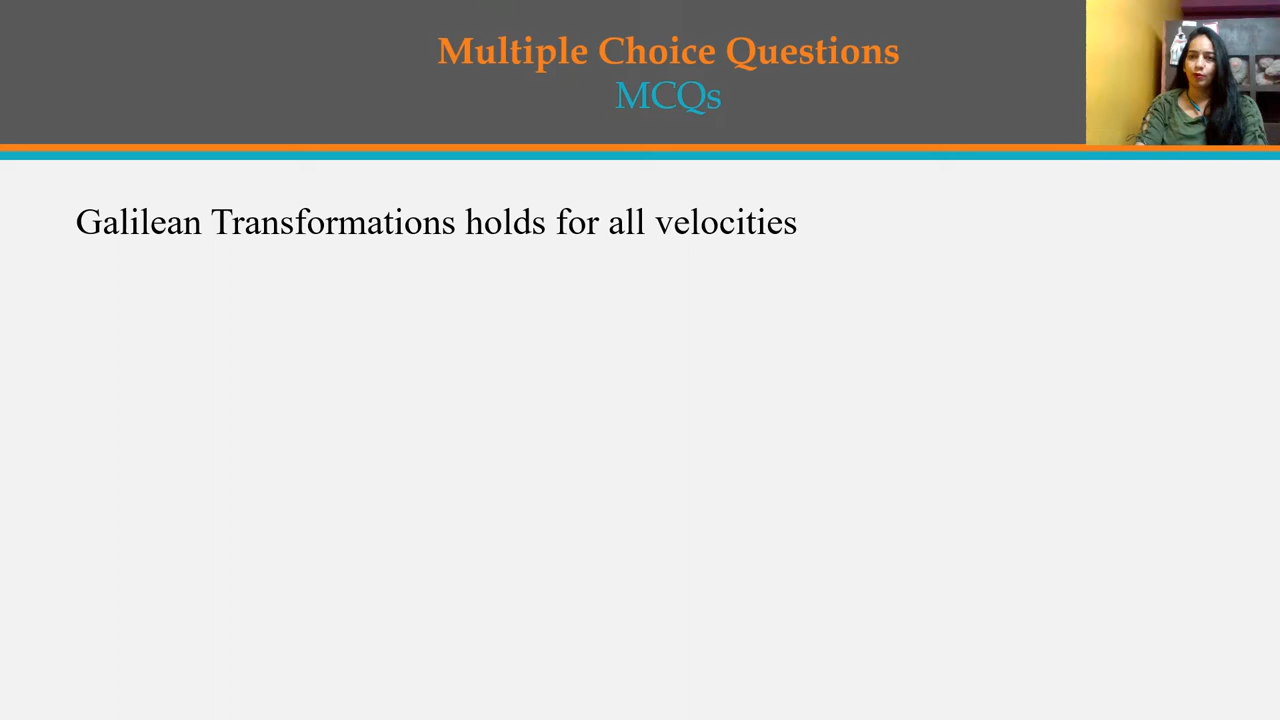 Multiple Choice Questions
MCQs
Galilean Transformations holds for all velocities